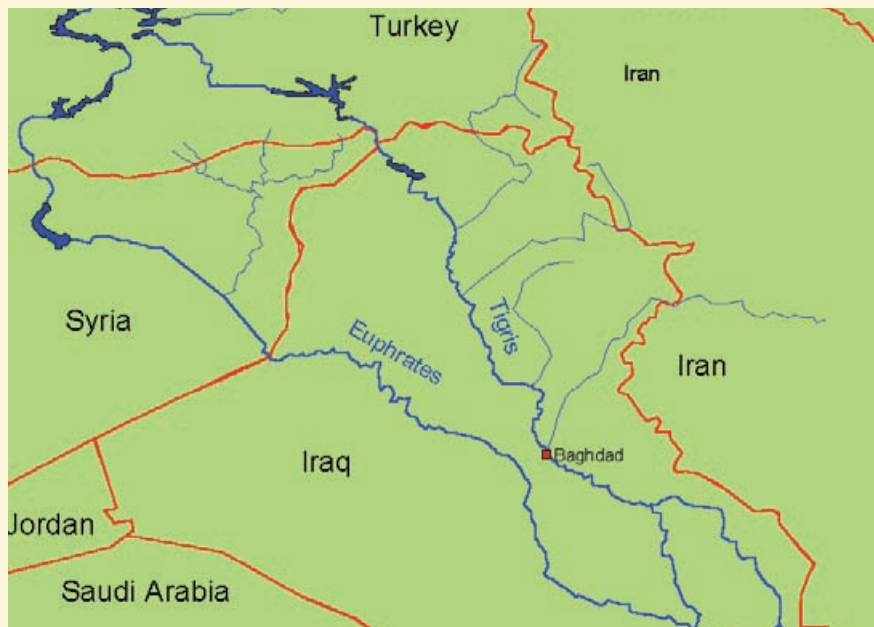 Turkey
Iran
Syria
Euphrates
Tigris
Iran
Iraq
Baghdad
Jordan
Saudi Arabia